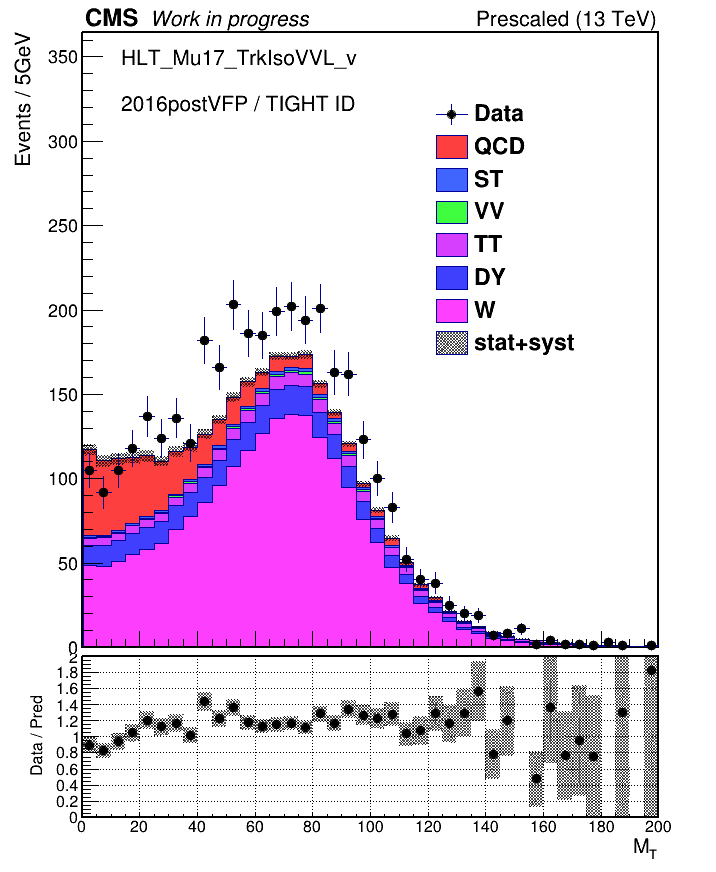 CMS Work in progress Prescaled (13 TeV)
Events / 5GeV
HLT_Mu17_TrkIsoVVL_v
2016postVFP / TIGHT ID
Data
QCD
ST
VV
TT
DY
W
stat+syst
350
300
250
200
150
100
50
0
Data / Pred
2
1.8
1.6
1.4
1.2
1
0.8
0.6
0.4
0.2
0
0 20 40 60 80 100 120 140 160 180 200
M_T